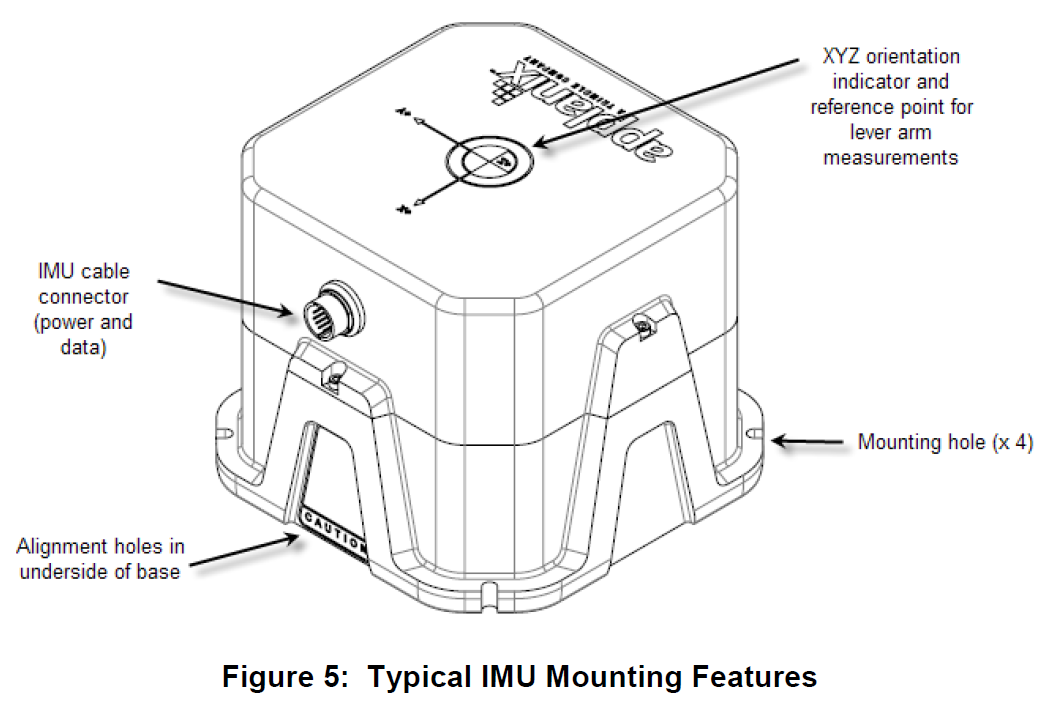 XYZ orientation
indicator and
reference point for
lever arm
measurements
applanix
A TRIMBLE COMPANY
IMU cable
connector
(power and
data)
Mounting hole (x 4)
CAUTION
Alignment holes in
underside of base
Figure 5: Typical IMU Mounting Features